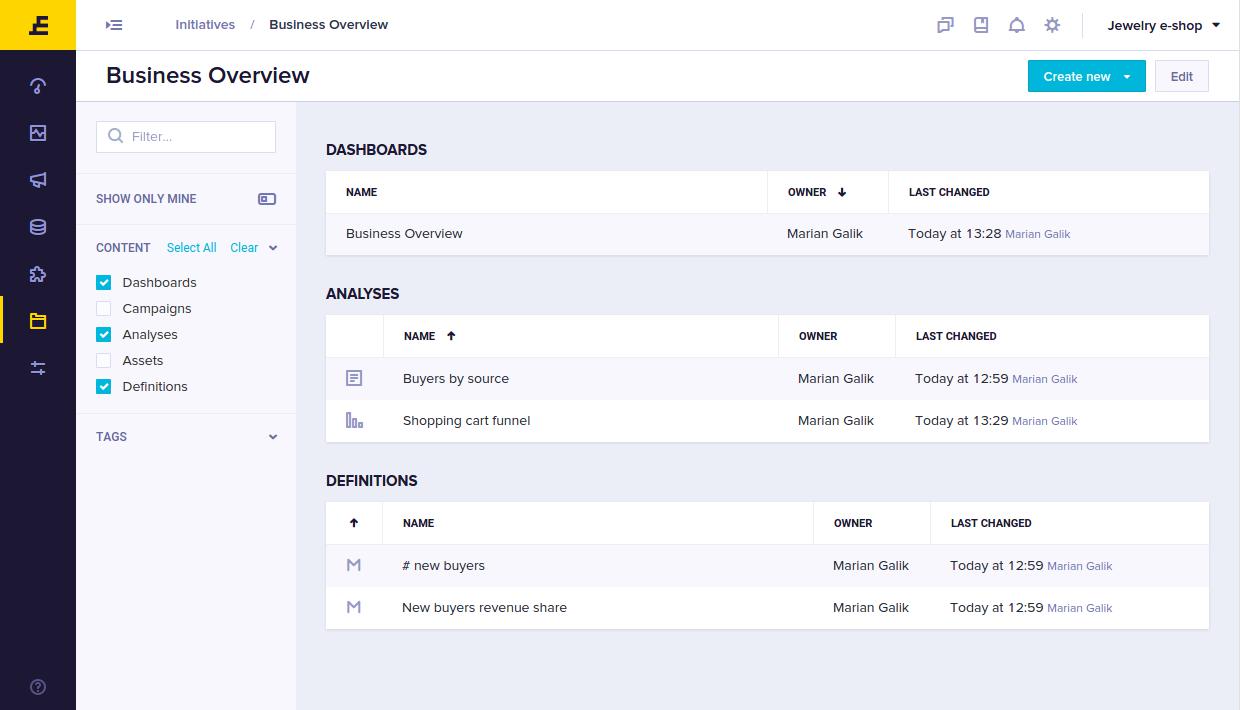 Initiatives / Business Overview
Jewelry e-shop
Business Overview
Create new
Edit
Filter...
SHOW ONLY MINE
CONTENT Select All Clear
Dashboards
Campaigns
Analyses
Assets
Definitions
TAGS
DASHBOARDS
NAME OWNER LAST CHANGED
Business Overview Marian Galik Today at 13:28 Marian Galik
ANALYSES
NAME OWNER LAST CHANGED
Buyers by source Marian Galik Today at 12:59 Marian Galik
Shopping cart funnel Marian Galik Today at 13:29 Marian Galik
DEFINITIONS
NAME OWNER LAST CHANGED
# new buyers Marian Galik Today at 12:59 Marian Galik
New buyers revenue share Marian Galik Today at 12:59 Marian Galik